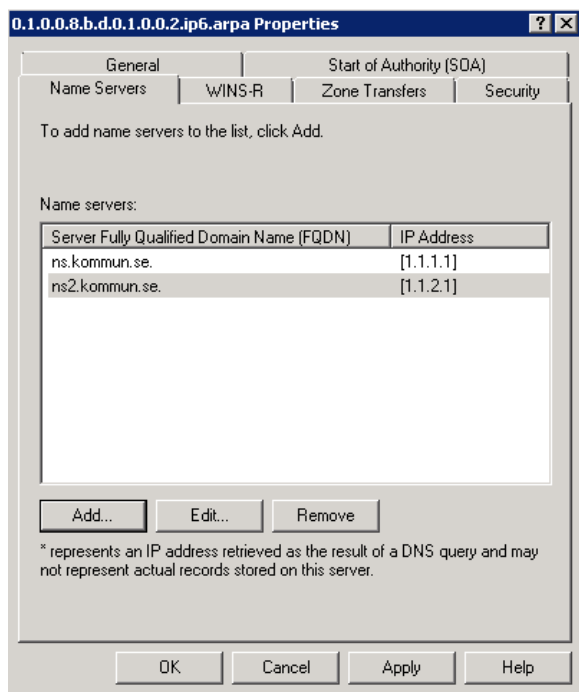 0.1.0.0.8.b.d.0.1.0.0.2.ip6.arpa Properties
General Start of Authority (SOA)
Name Servers WINS-R Zone Transfers Security
To add name servers to the list, click Add.
Name servers:
Server Fully Qualified Domain Name (FQDN) IP Address
ns.kommun.se. [1.1.1.1]
ns2.kommun.se. [1.1.2.1]
Add... Edit... Remove
* represents an IP address retrieved as the result of a DNS query and may
not represent actual records stored on this server.
OK Cancel Apply Help